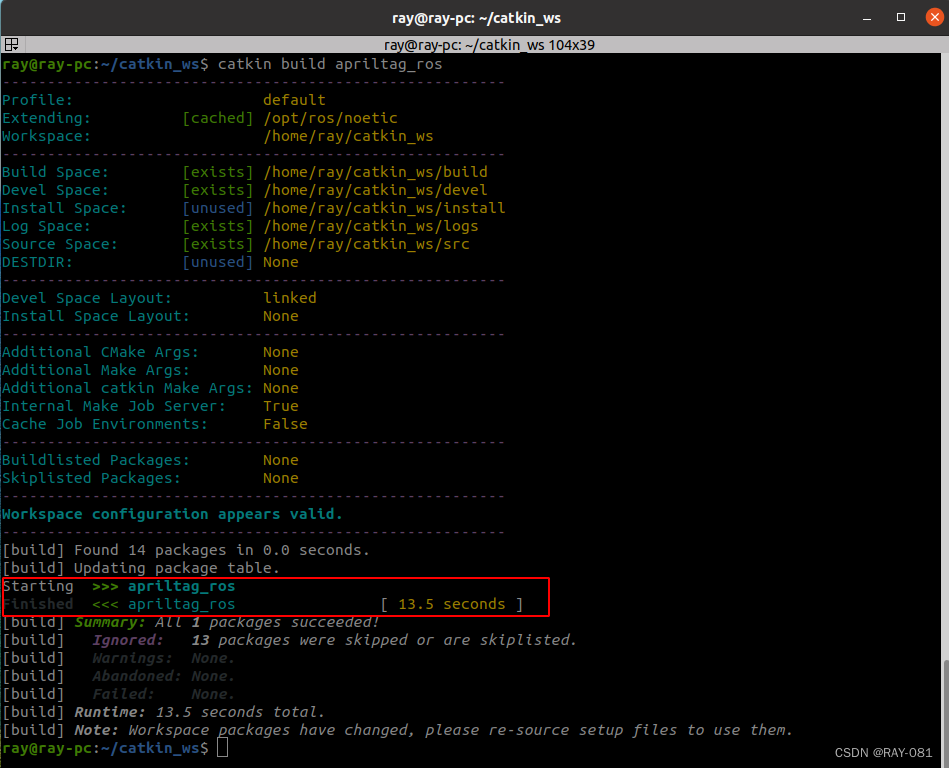 ray@ray-pc: ~/catkin_ws
ray@ray-pc: ~/catkin_ws 104x39
ray@ray-pc:~/catkin_ws$ catkin build apriltag_ros
--------------------------------------------------------
Profile:                     default
Extending:          [cached] /opt/ros/noetic
Workspace:                   /home/ray/catkin_ws
--------------------------------------------------------
Build Space:        [exists] /home/ray/catkin_ws/build
Devel Space:        [exists] /home/ray/catkin_ws/devel
Install Space:      [unused] /home/ray/catkin_ws/install
Log Space:          [exists] /home/ray/catkin_ws/logs
Source Space:       [exists] /home/ray/catkin_ws/src
DESTDIR:            [unused] None
--------------------------------------------------------
Devel Space Layout:          linked
Install Space Layout:        None
--------------------------------------------------------
Additional CMake Args:       None
Additional Make Args:        None
Additional catkin Make Args: None
Internal Make Job Server:    True
Cache Job Environments:      False
--------------------------------------------------------
Buildlisted Packages:        None
Skiplisted Packages:         None
--------------------------------------------------------
Workspace configuration appears valid.
--------------------------------------------------------
[build] Found 14 packages in 0.0 seconds.
[build] Updating package table.
Starting  >>> apriltag_ros
Finished  <<< apriltag_ros                [ 13.5 seconds ]
[build] Summary: All 1 packages succeeded!
[build]   Ignored:   13 packages were skipped or are skiplisted.
[build]   Warnings:  None.
[build]   Abandoned: None.
[build]   Failed:    None.
[build] Runtime: 13.5 seconds total.
[build] Note: Workspace packages have changed, please re-source setup files to use them.
ray@ray-pc:~/catkin_ws$
CSDN @RAY-081